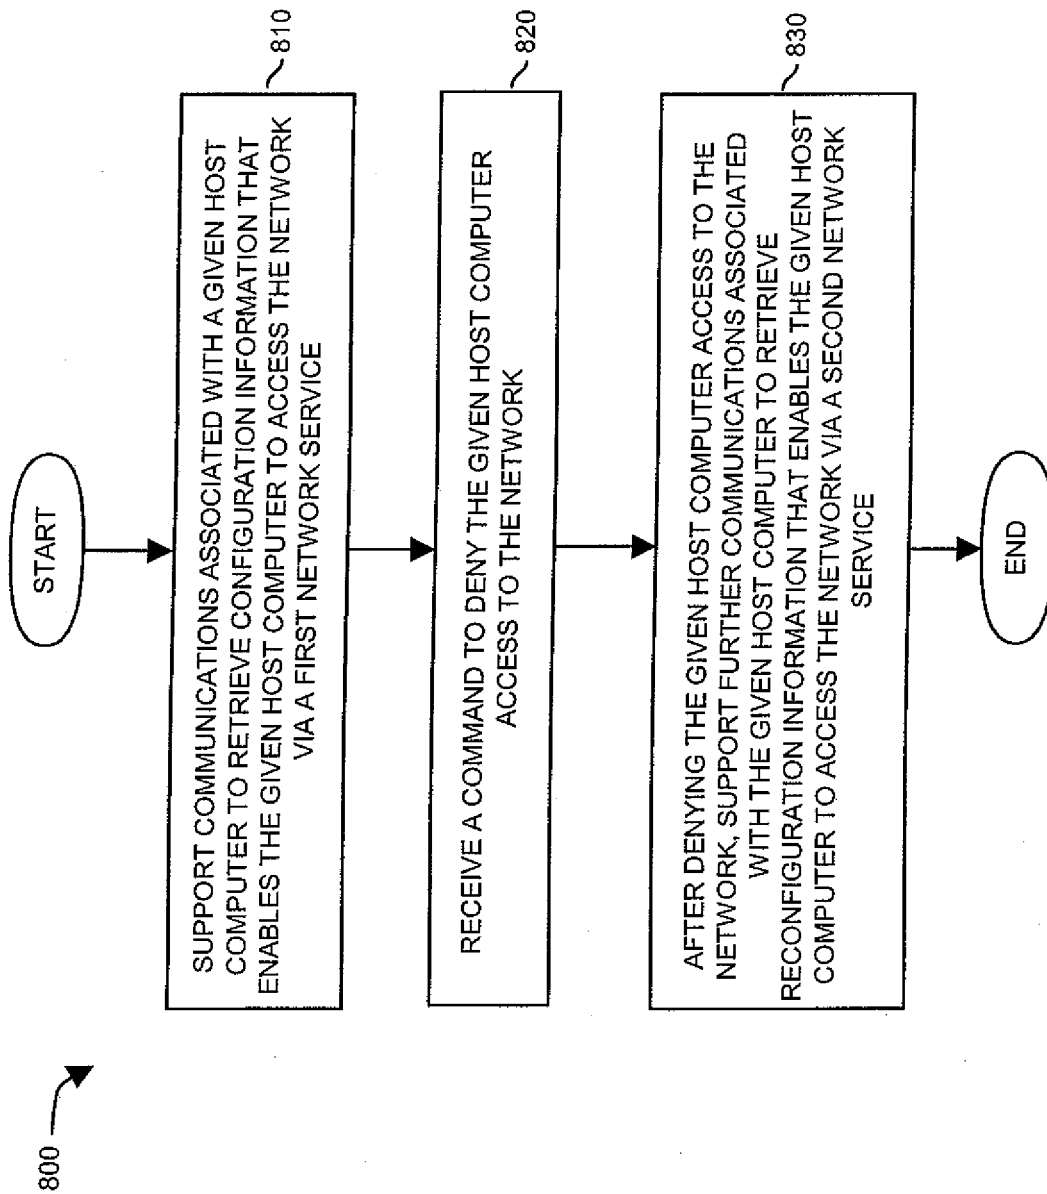 800
START
SUPPORT COMMUNICATIONS ASSOCIATED WITH A GIVEN HOST
COMPUTER TO RETRIEVE CONFIGURATION INFORMATION THAT
ENABLES THE GIVEN HOST COMPUTER TO ACCESS THE NETWORK
VIA A FIRST NETWORK SERVICE
810
RECEIVE A COMMAND TO DENY THE GIVEN HOST COMPUTER
ACCESS TO THE NETWORK
820
AFTER DENYING THE GIVEN HOST COMPUTER ACCESS TO THE
NETWORK, SUPPORT FURTHER COMMUNICATIONS ASSOCIATED
WITH THE GIVEN HOST COMPUTER TO RETRIEVE
RECONFIGURATION INFORMATION THAT ENABLES THE GIVEN HOST
COMPUTER TO ACCESS THE NETWORK VIA A SECOND NETWORK
SERVICE
830
END